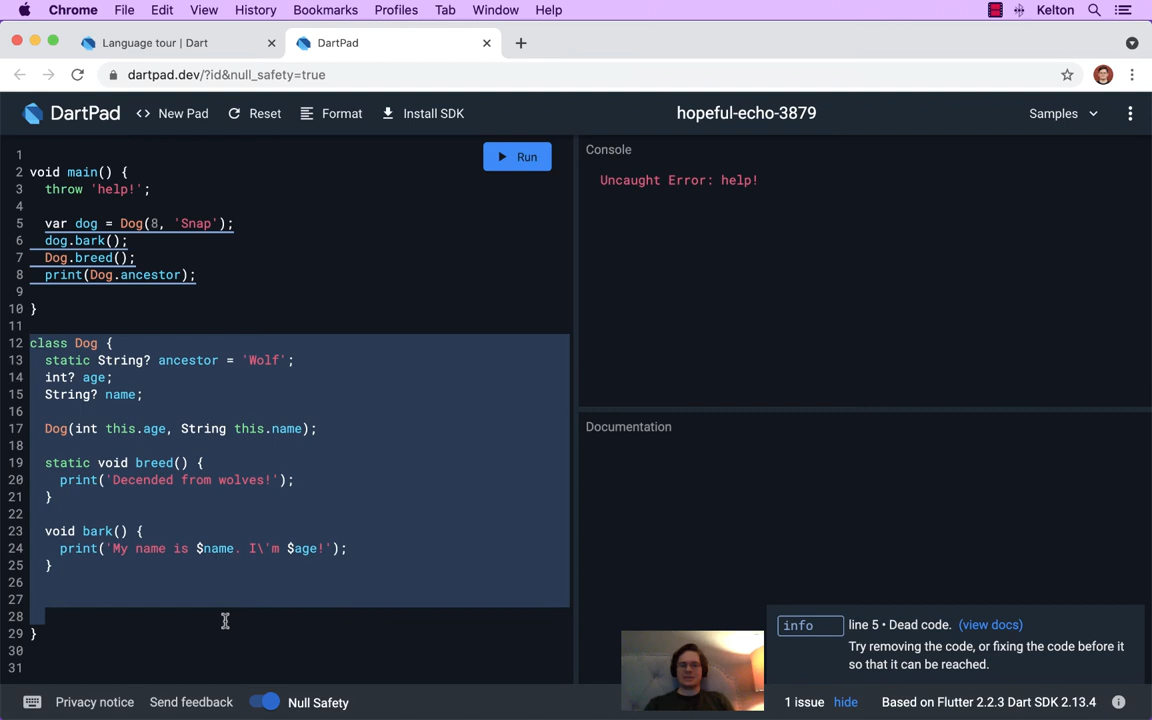 Chrome File Edit View History Bookmarks Profiles Tab Window Help Kelton
Language tour | Dart DartPad
dartpad.dev/?id&null_safety=true
DartPad <> New Pad Reset Format Install SDK hopeful-echo-3879 Samples
Run
Console
Uncaught Error: help!
1
2 void main() {
3 throw 'help!';
4
5 var dog = Dog(8, 'Snap');
6 dog.bark();
7 Dog.breed();
8 print(Dog.ancestor);
9
10 }
11
12 class Dog {
13 static String? ancestor = 'Wolf';
14 int? age;
15 String? name;
16
17 Dog(int this.age, String this.name);
18
19 static void breed() {
20 print('Decended from wolves!');
21 }
22
23 void bark() {
24 print('My name is $name. I\'m $age!');
25 }
26
27
28
29 }
30
31
Documentation
info line 5 • Dead code. (view docs)
Try removing the code, or fixing the code before it
so that it can be reached.
Privacy notice Send feedback Null Safety 1 issue hide Based on Flutter 2.2.3 Dart SDK 2.13.4